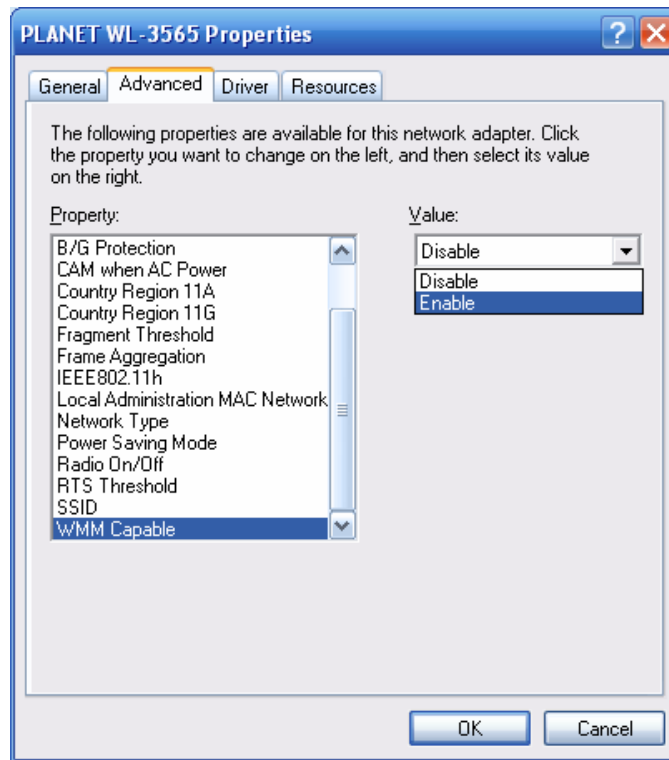 PLANET WL-3565 Properties
General Advanced Driver Resources
The following properties are available for this network adapter. Click
the property you want to change on the left, and then select its value
on the right.
Property:
B/G Protection
CAM when AC Power
Country Region 11A
Country Region 11G
Fragment Threshold
Frame Aggregation
IEEE802.11h
Local Administration MAC Network
Network Type
Power Saving Mode
Radio On/Off
RTS Threshold
SSID
WMM Capable
Value:
Disable
Disable
Enable
OK Cancel